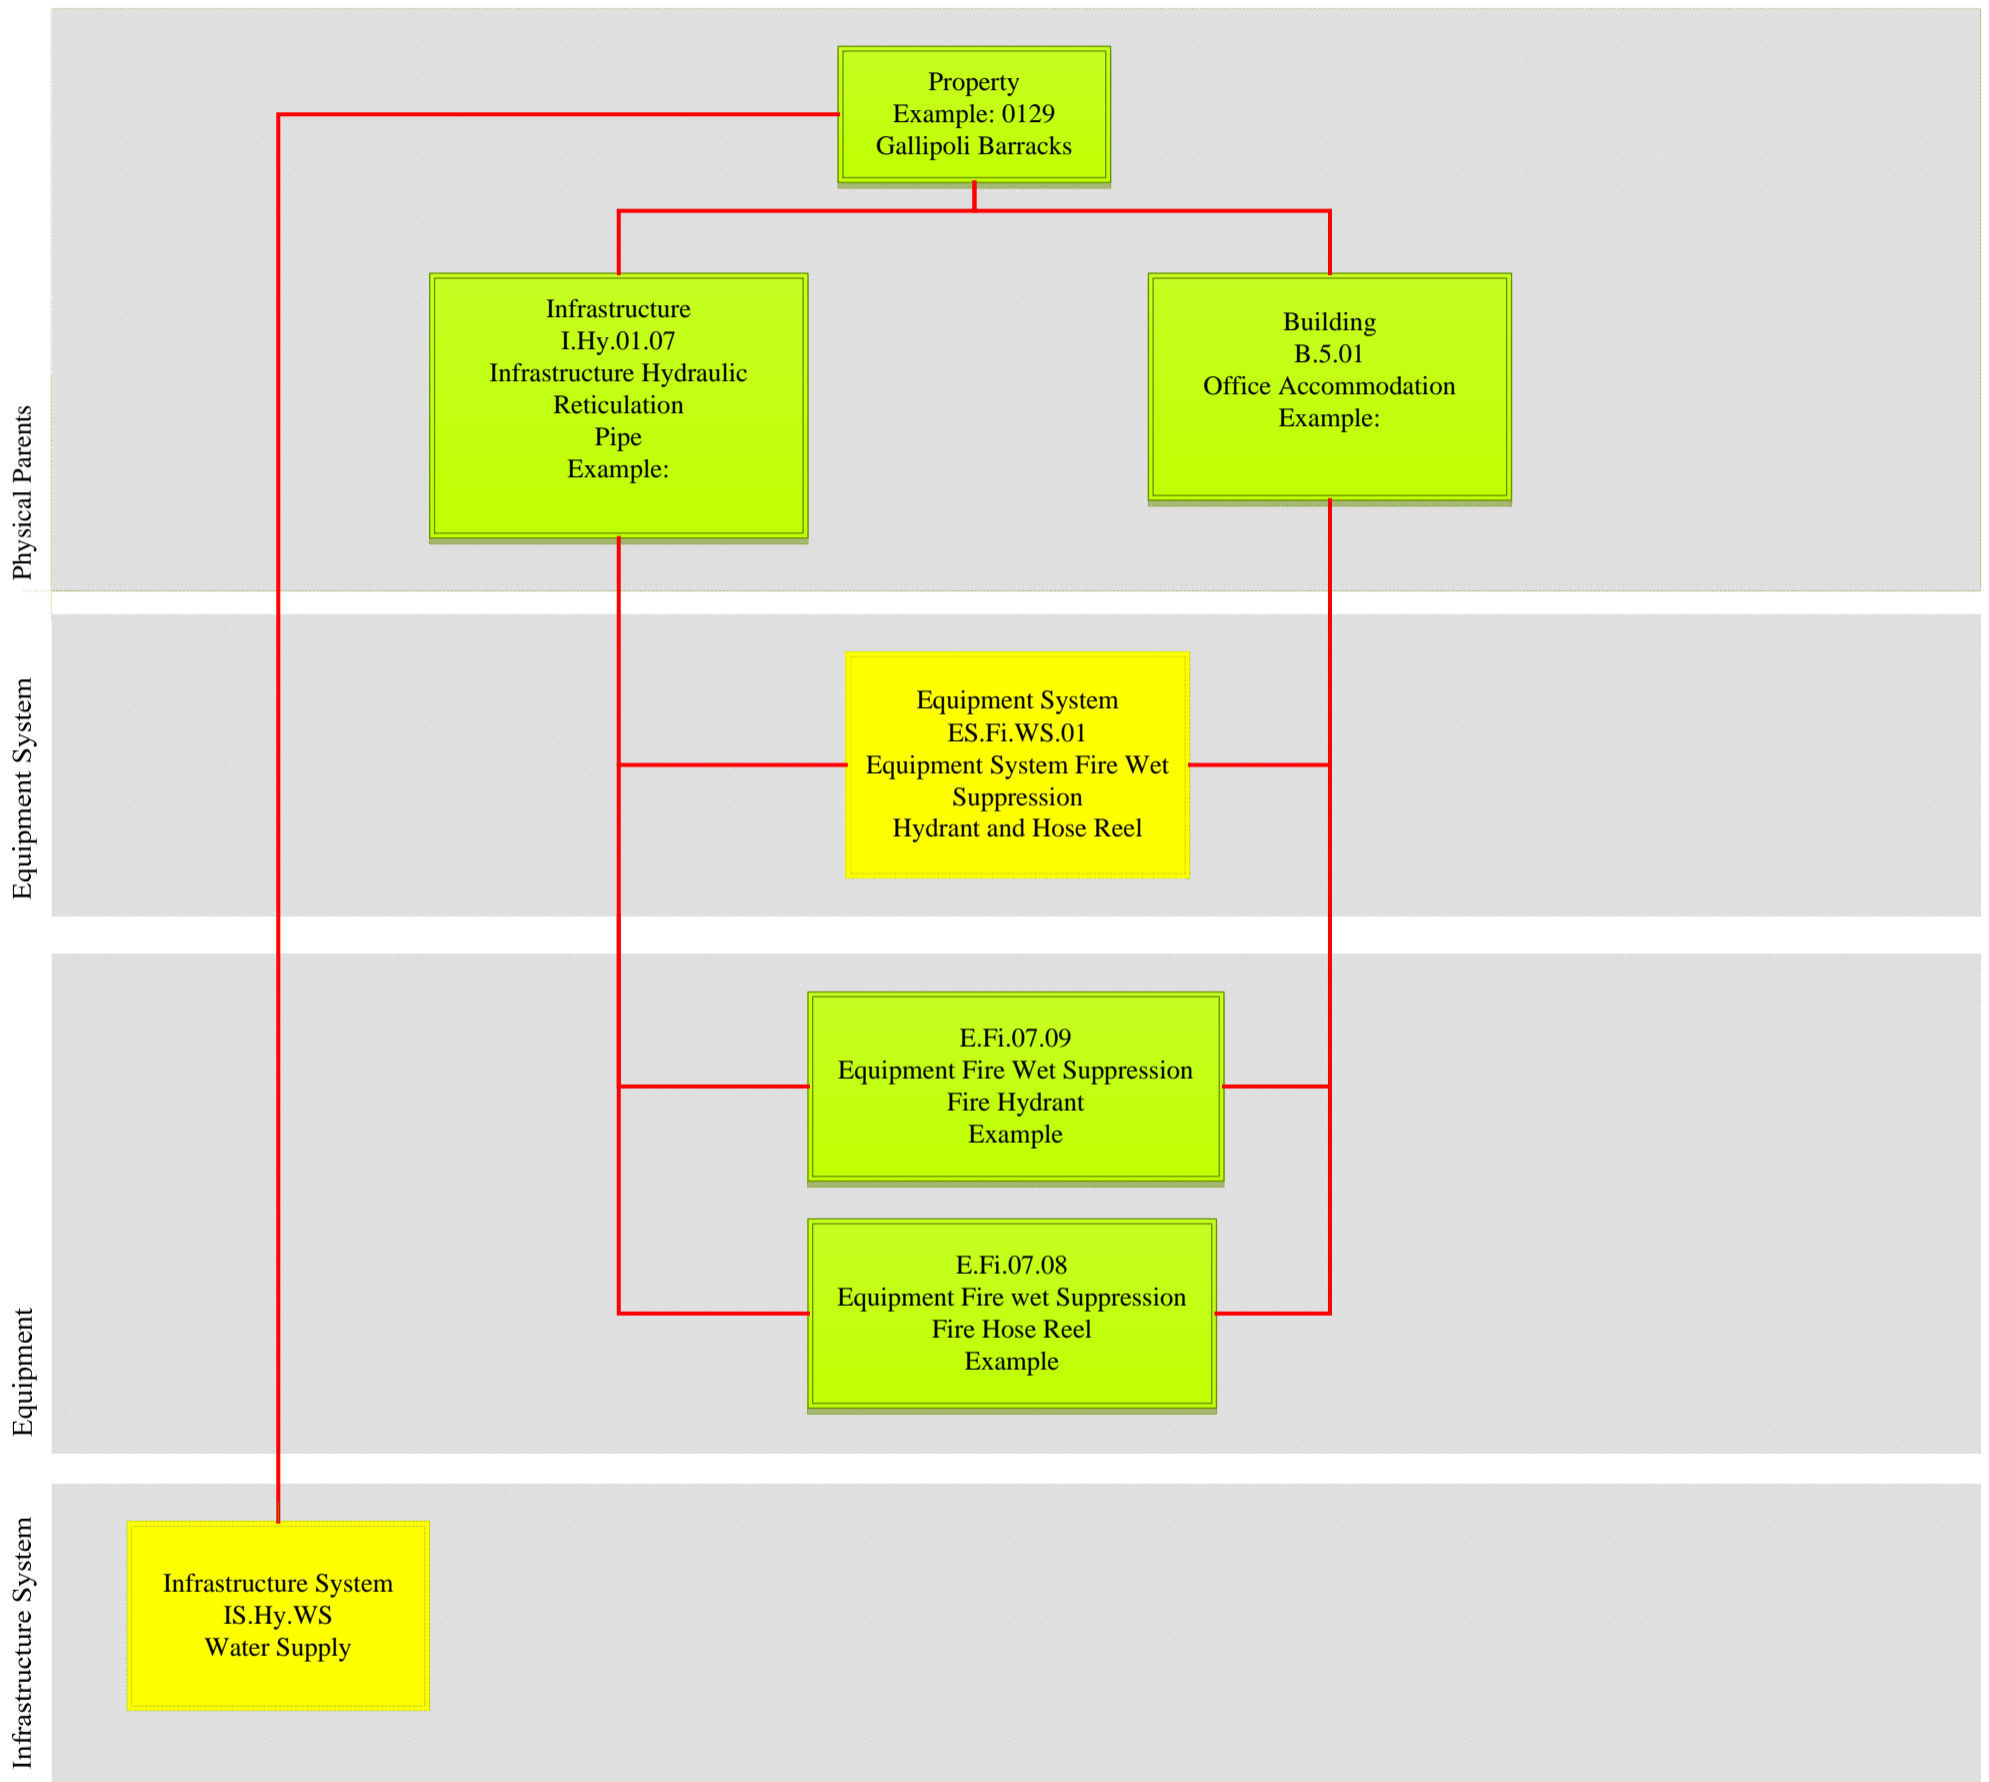 Physical Parents
Property
Example: 0129
Gallipoli Barracks
Infrastructure
I.Hy.01.07
Infrastructure Hydraulic
Reticulation
Pipe
Example:
Building
B.5.01
Office Accommodation
Example:
Equipment System
Equipment System
ES.Fi.WS.01
Equipment System Fire Wet
Suppression
Hydrant and Hose Reel
Equipment
E.Fi.07.09
Equipment Fire Wet Suppression
Fire Hydrant
Example
E.Fi.07.08
Equipment Fire wet Suppression
Fire Hose Reel
Example
Infrastructure System
Infrastructure System
IS.Hy.WS
Water Supply